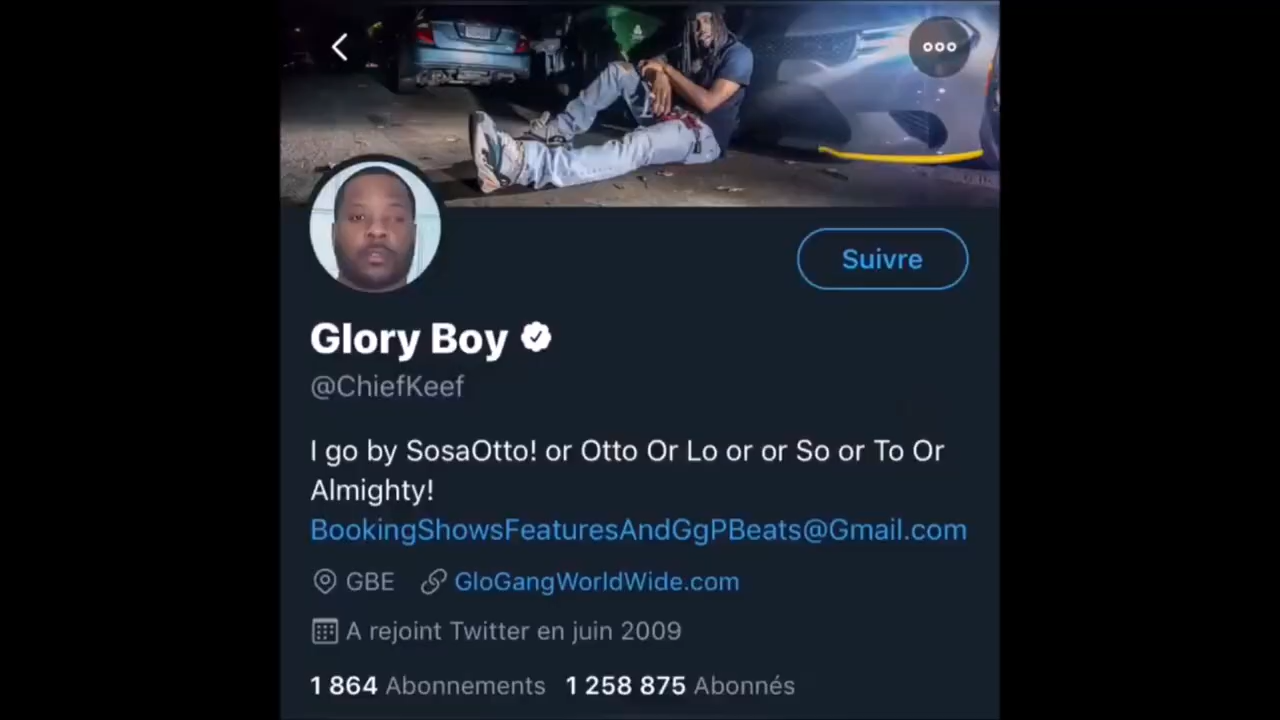 Suivre
Glory Boy
@ChiefKeef
I go by SosaOtto! or Otto Or Lo or or So or To Or
Almighty!
BookingShowsFeaturesAndGgPBeats@Gmail.com
GBE GloGangWorldWide.com
A rejoint Twitter en juin 2009
1 864 Abonnements 1 258 875 Abonnés